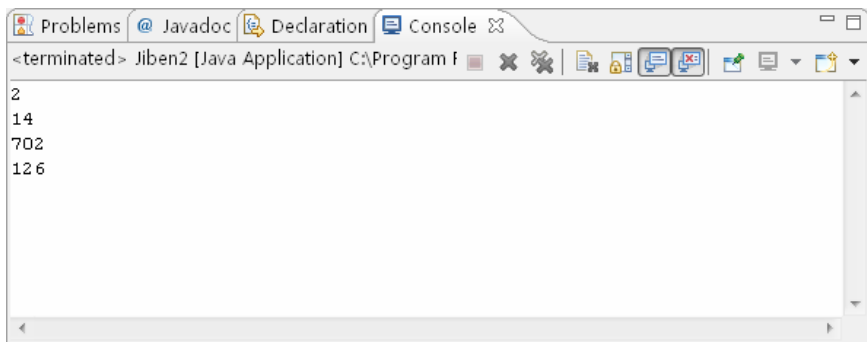 Problems @ Javadoc Declaration Console
<terminated> Jiben2 [Java Application] C:\Program F
2
14
702
126